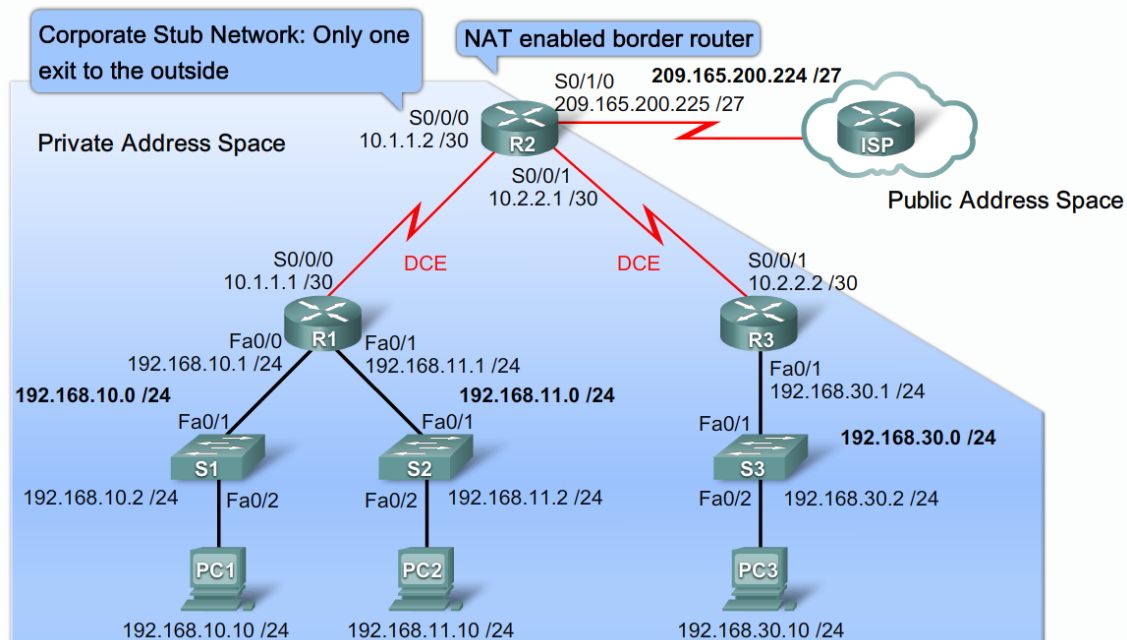 Corporate Stub Network: Only one
exit to the outside
NAT enabled border router
S0/1/0
209.165.200.224 /27
209.165.200.225 /27
S0/0/0
10.1.1.2 /30
R2
ISP
Private Address Space
S0/0/1
10.2.2.1 /30
Public Address Space
DCE
DCE
S0/0/0
10.1.1.1 /30
S0/0/1
10.2.2.2 /30
R1
R3
Fa0/0
192.168.10.1 /24
Fa0/1
192.168.11.1 /24
Fa0/1
192.168.30.1 /24
192.168.10.0 /24
192.168.11.0 /24
Fa0/1
Fa0/1
Fa0/1
192.168.30.0 /24
S1
S2
S3
192.168.10.2 /24
Fa0/2
Fa0/2
192.168.11.2 /24
Fa0/2
192.168.30.2 /24
PC1
PC2
PC3
192.168.10.10 /24
192.168.11.10 /24
192.168.30.10 /24